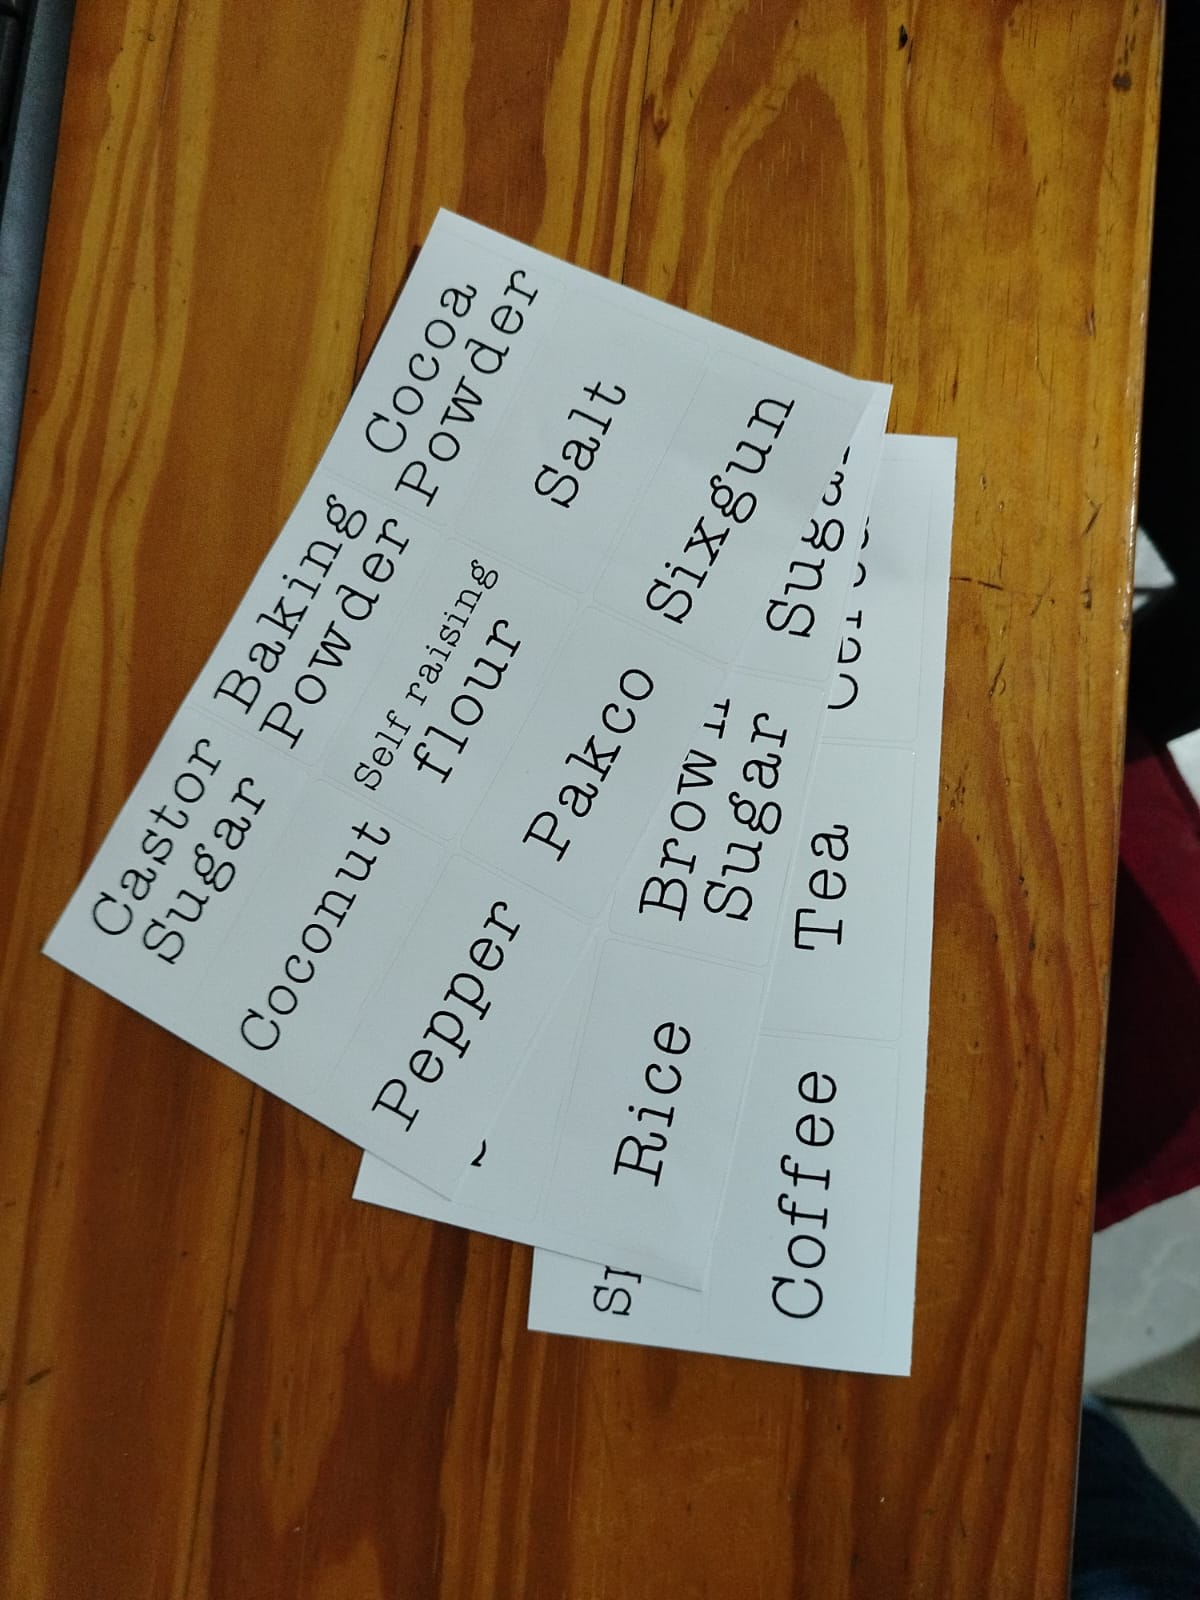 Castor
Sugar
Baking
Powder
Cocoa
Powder
Coconut
Self raising
flour
Salt
Pepper
Pakco
Sixgun
Rice
Brown
Sugar
Sugar
Coffee
Tea